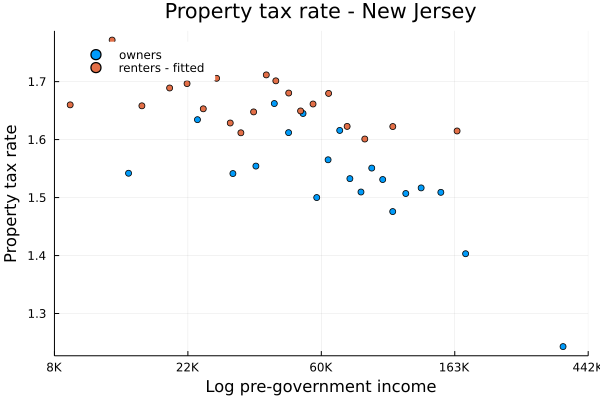 Property tax rate - New Jersey
owners
renters - fitted
Property tax rate
1.7
1.6
1.5
1.4
1.3
8K 22K 60K 163K 442K
Log pre-government income